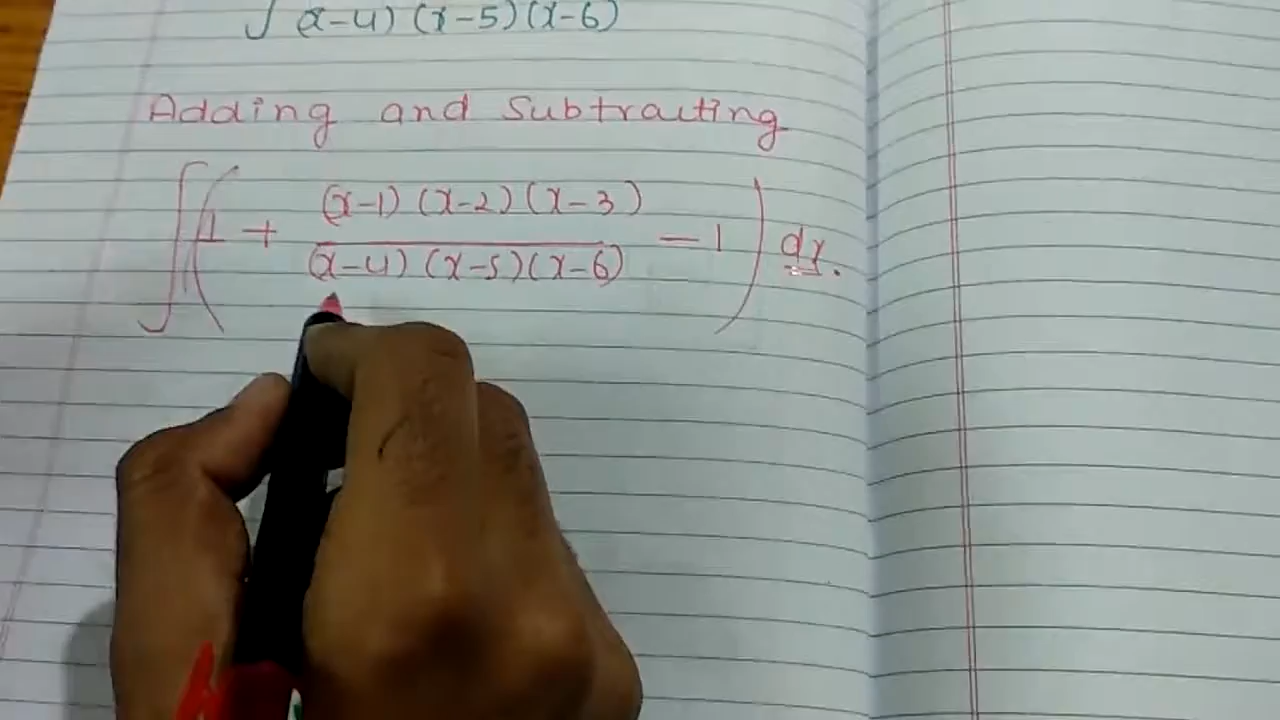 ∫ (x-4) (x-5) (x-6)
Adding and Subtracting
∫ ( 1 + (x-1) (x-2) (x-3) / (x-4) (x-5) (x-6) - 1 ) dx.